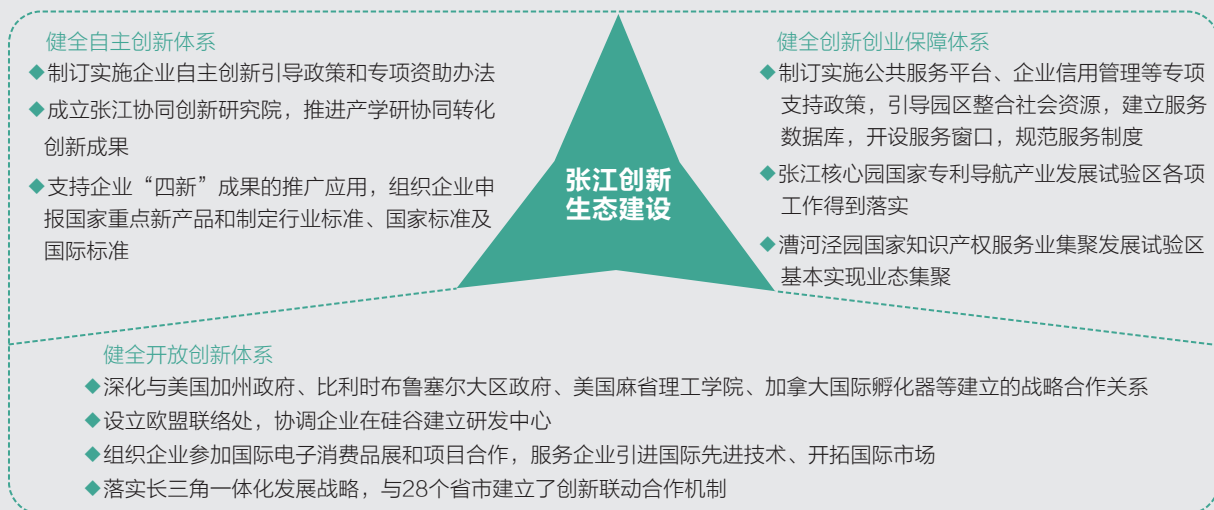 健全自主创新体系
◆制订实施企业自主创新引导政策和专项资助办法
◆成立张江协同创新研究院，推进产学研协同转化
创新成果
◆支持企业“四新”成果的推广应用，组织企业申
报国家重点新产品和制定行业标准、国家标准及
国际标准
张江创新
生态建设
健全创新创业保障体系
◆制订实施公共服务平台、企业信用管理等专项
支持政策，引导园区整合社会资源，建立服务
数据库，开设服务窗口，规范服务制度
◆张江核心园国家专利导航产业发展试验区各项
工作得到落实
◆漕河泾园国家知识产权服务业集聚发展试验区
基本实现业态集聚
健全开放创新体系
◆深化与美国加州政府、比利时布鲁塞尔大区政府、美国麻省理工学院、加拿大国际孵化器等建立的战略合作关系
◆设立欧盟联络处，协调企业在硅谷建立研发中心
◆组织企业参加国际电子消费品展和项目合作，服务企业引进国际先进技术、开拓国际市场
◆落实长三角一体化发展战略，与28个省市建立了创新联动合作机制